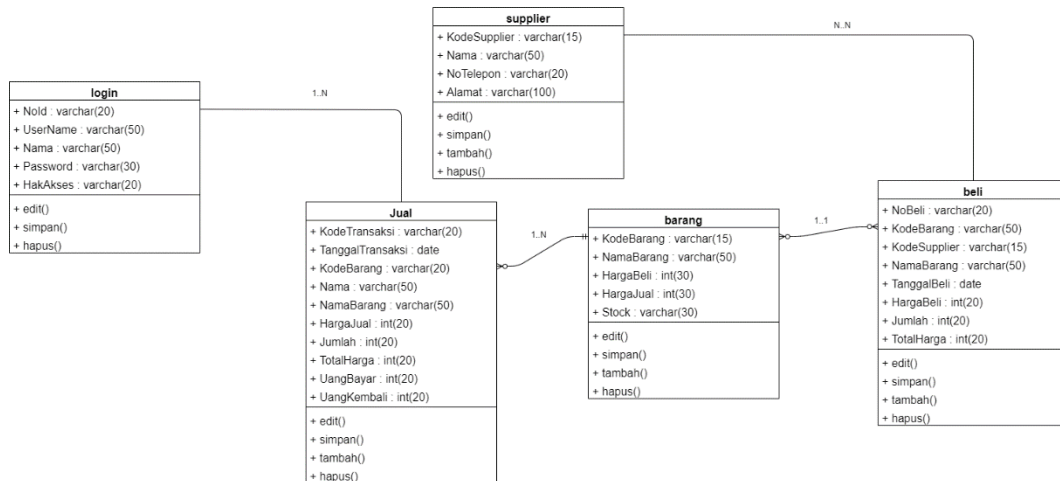 supplier
+ KodeSupplier : varchar(15)
+ Nama : varchar(50)
+ NoTelepon : varchar(20)
+ Alamat : varchar(100)
+ edit()
+ simpan()
+ tambah()
+ hapus()
N..N
login
+ NoId : varchar(20)
+ UserName : varchar(50)
+ Nama : varchar(50)
+ Password : varchar(30)
+ HakAkses : varchar(20)
+ edit()
+ simpan()
+ hapus()
1..N
Jual
+ KodeTransaksi : varchar(20)
+ TanggalTransaksi : date
+ KodeBarang : varchar(20)
+ Nama : varchar(50)
+ NamaBarang : varchar(50)
+ HargaJual : int(20)
+ Jumlah : int(20)
+ TotalHarga : int(20)
+ UangBayar : int(20)
+ UangKembali : int(20)
+ edit()
+ simpan()
+ tambah()
+ hapus()
1..N
barang
+ KodeBarang : varchar(15)
+ NamaBarang : varchar(50)
+ HargaBeli : int(30)
+ HargaJual : int(30)
+ Stock : varchar(30)
+ edit()
+ simpan()
+ tambah()
+ hapus()
1..1
beli
+ NoBeli : varchar(20)
+ KodeBarang : varchar(50)
+ KodeSupplier : varchar(15)
+ NamaBarang : varchar(50)
+ TanggalBeli : date
+ HargaBeli : int(20)
+ Jumlah : int(20)
+ TotalHarga : int(20)
+ edit()
+ simpan()
+ tambah()
+ hapus()